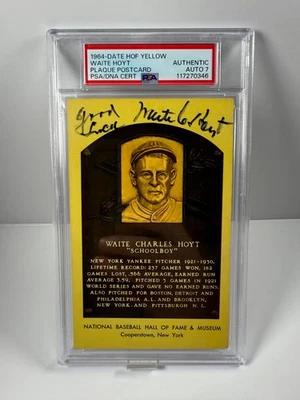 1964-DATE HOF YELLOW
WAITE HOYT
PLAQUE POSTCARD
PSA/DNA CERT
AUTHENTIC
AUTO 7
117270346
PSA
good luck
Waite Hoyt
WAITE CHARLES HOYT
"SCHOOLBOY"
NEW YORK YANKEE PITCHER 1921-1930.
LIFETIME RECORD: 237 GAMES WON, 182
GAMES LOST, .566 AVERAGE, EARNED RUN
AVERAGE 3.59. PITCHED 3 GAMES IN 1921
WORLD SERIES AND GAVE NO EARNED RUNS.
ALSO PITCHED FOR BOSTON, DETROIT AND
PHILADELPHIA A.L. AND BROOKLYN,
NEW YORK AND PITTSBURGH N.L.
NATIONAL BASEBALL HALL OF FAME & MUSEUM
Cooperstown, New York